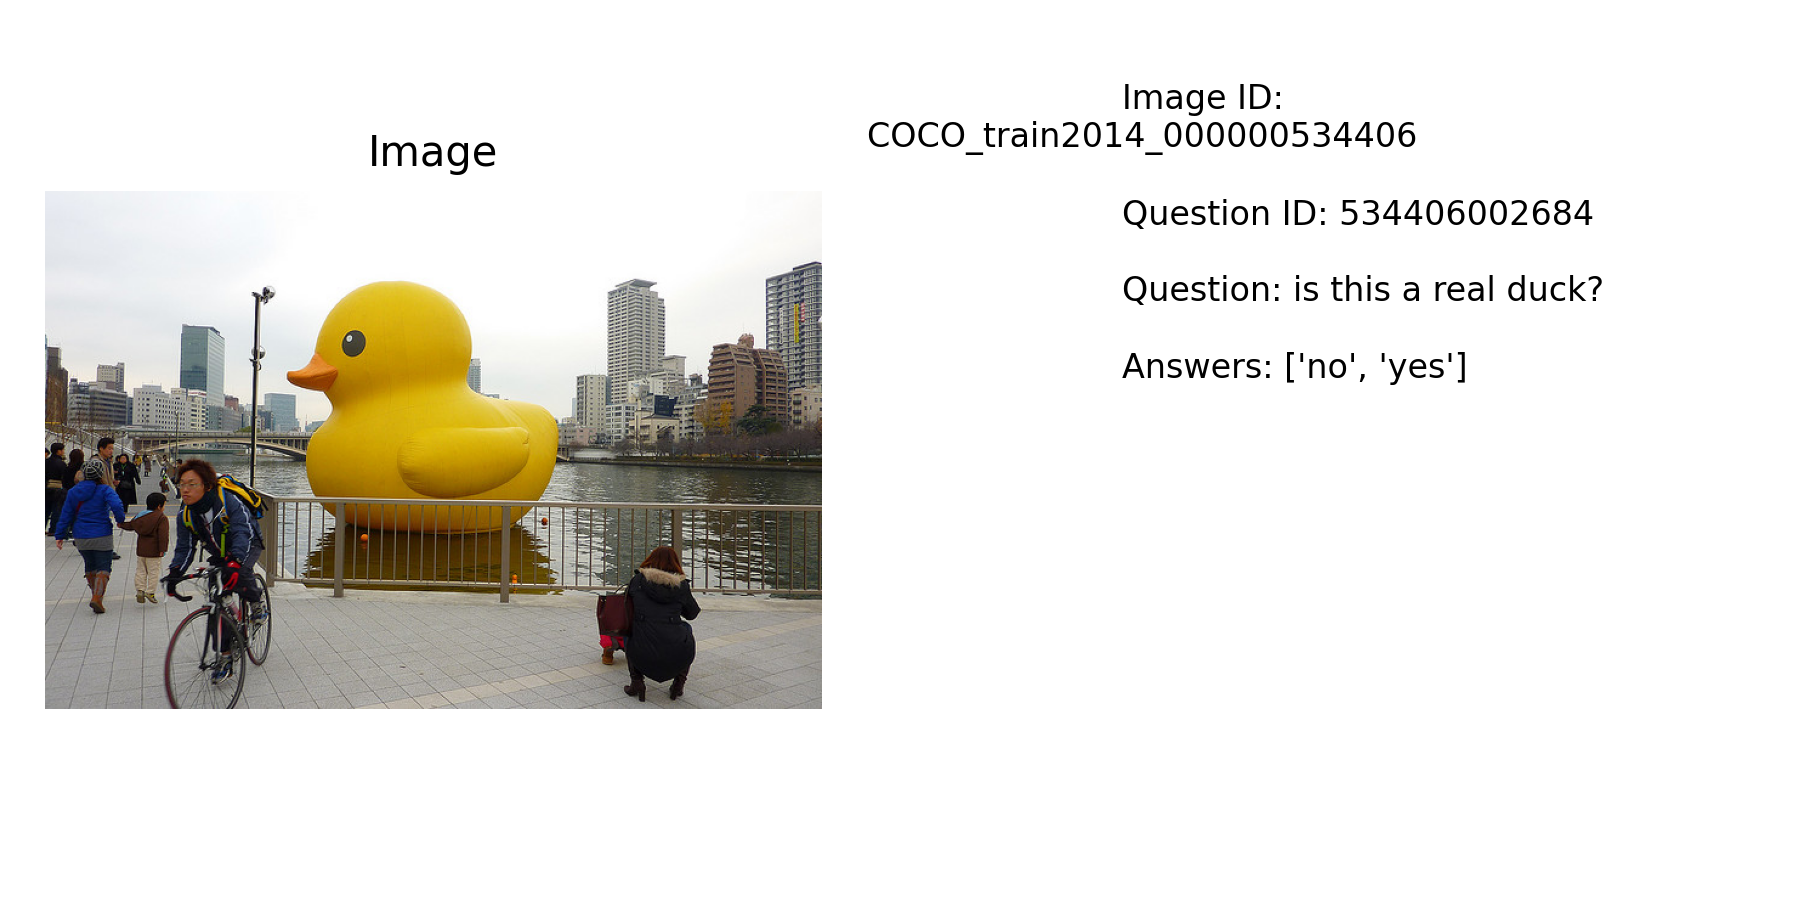 Image
Image ID:
COCO_train2014_000000534406
Question ID: 534406002684
Question: is this a real duck?
Answers: ['no', 'yes']